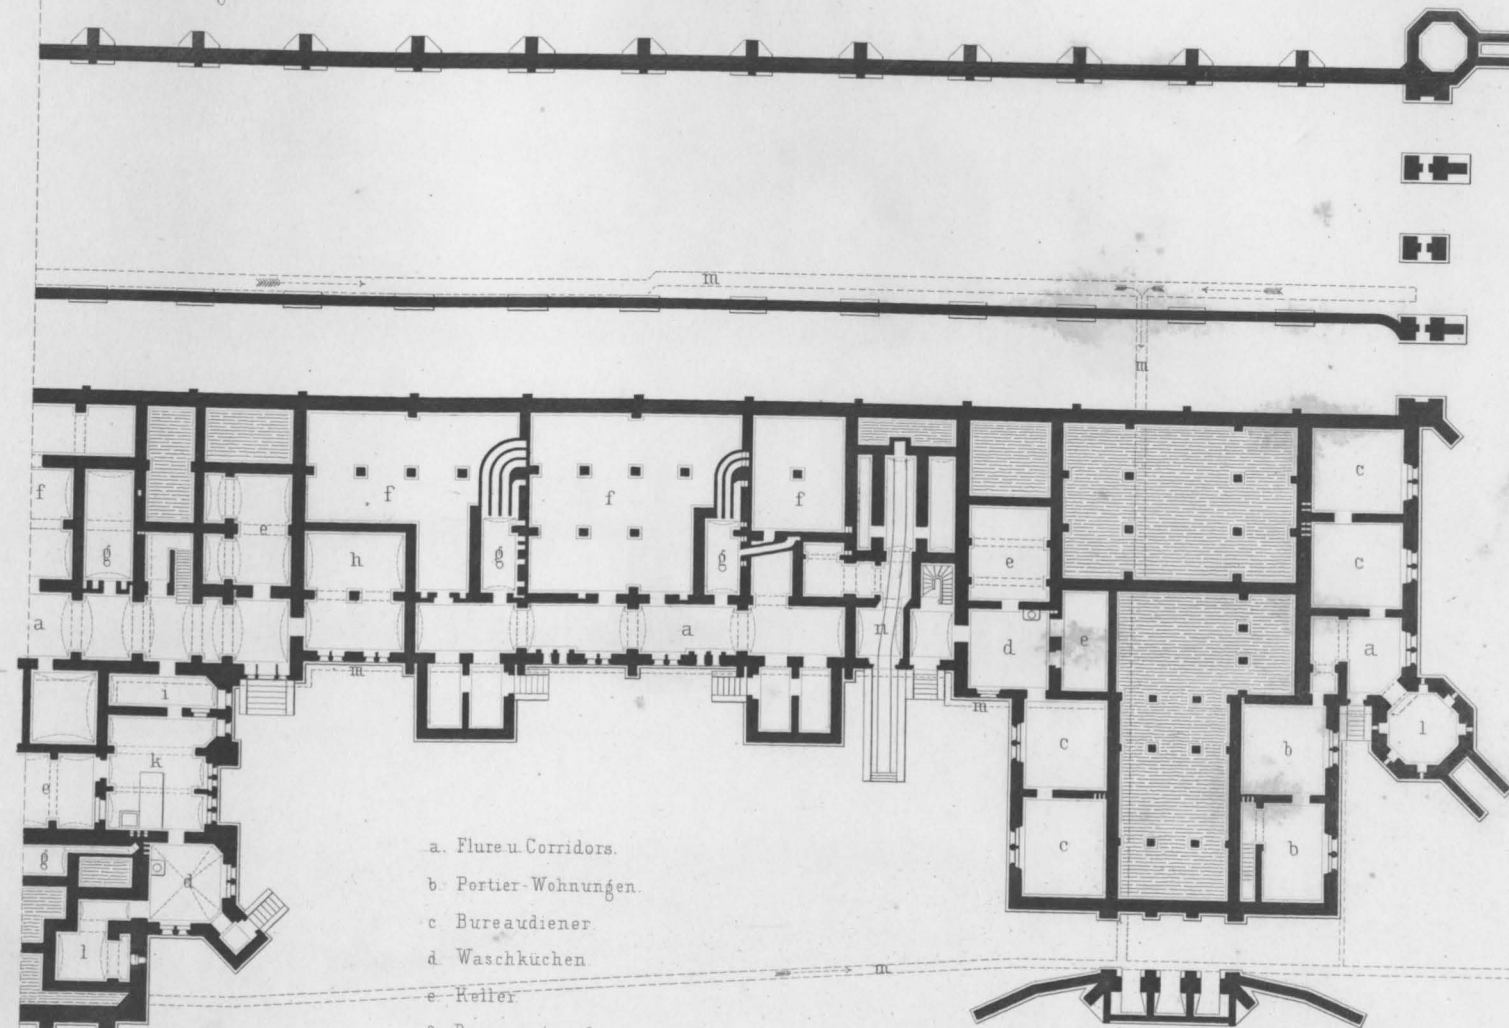 m
m
f
f
f
f
g
g
g
e
h
e
c
c
a
a
n
d
e
a
m
m
i
k
e
g
d
l
c
c
b
b
l
a. Flure u. Corridors.
b. Portier-Wohnungen.
c Bureaudiener.
d. Waschküchen
e. Keller.
m